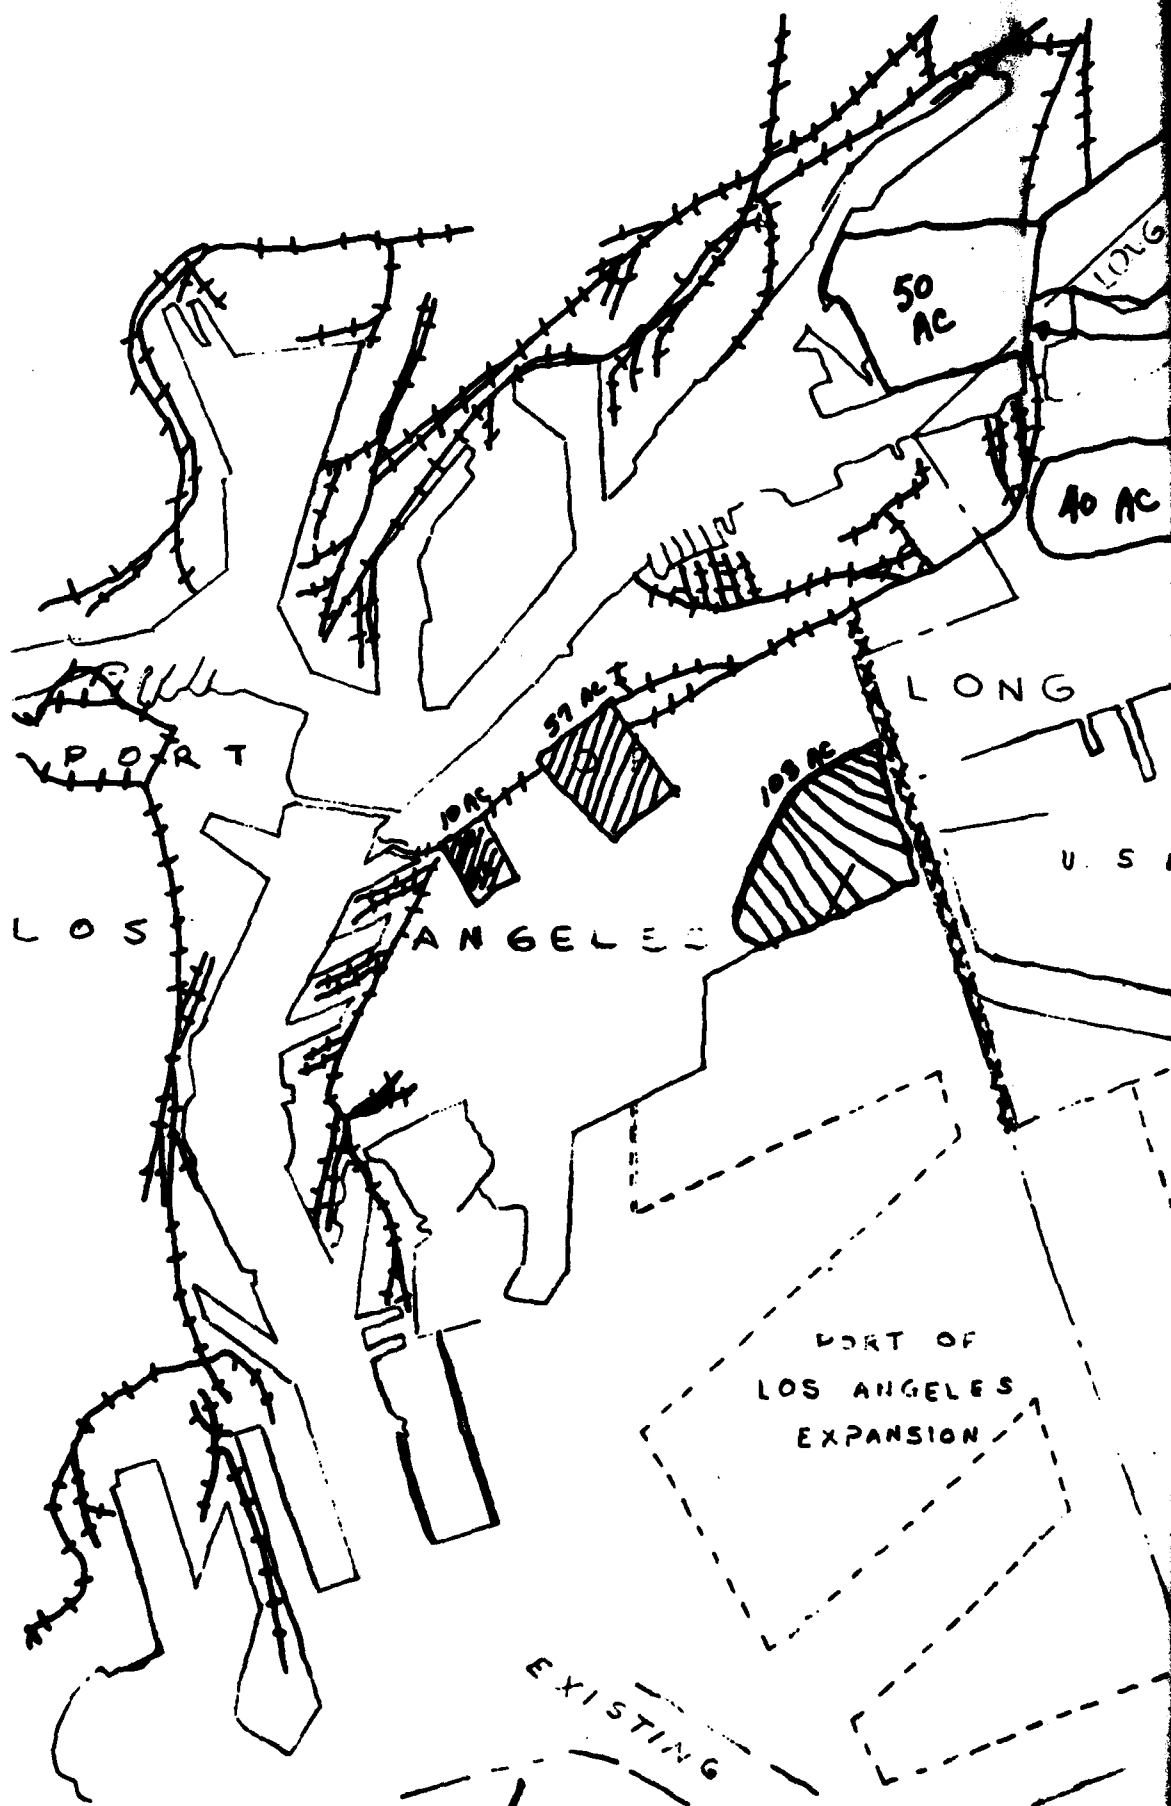 LONG
50
AC
40 AC
LONG
57 AC ±
PORT
108 AC
10 AC
U. S.
LOS ANGELES
PORT OF
LOS ANGELES
EXPANSION
EXISTING